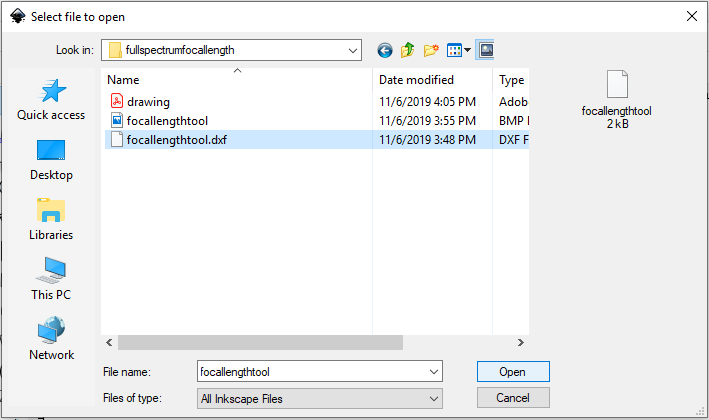 Select file to open
Look in: fullspectrumfocallength
Name Date modified Type
drawing 11/6/2019 4:05 PM Adob
focallengthtool 11/6/2019 3:55 PM BMP
focallengthtool.dxf 11/6/2019 3:48 PM DXF F
Quick access
Desktop
Libraries
This PC
Network
focallengthtool
2 kB
File name: focallengthtool Open
Files of type: All Inkscape Files Cancel